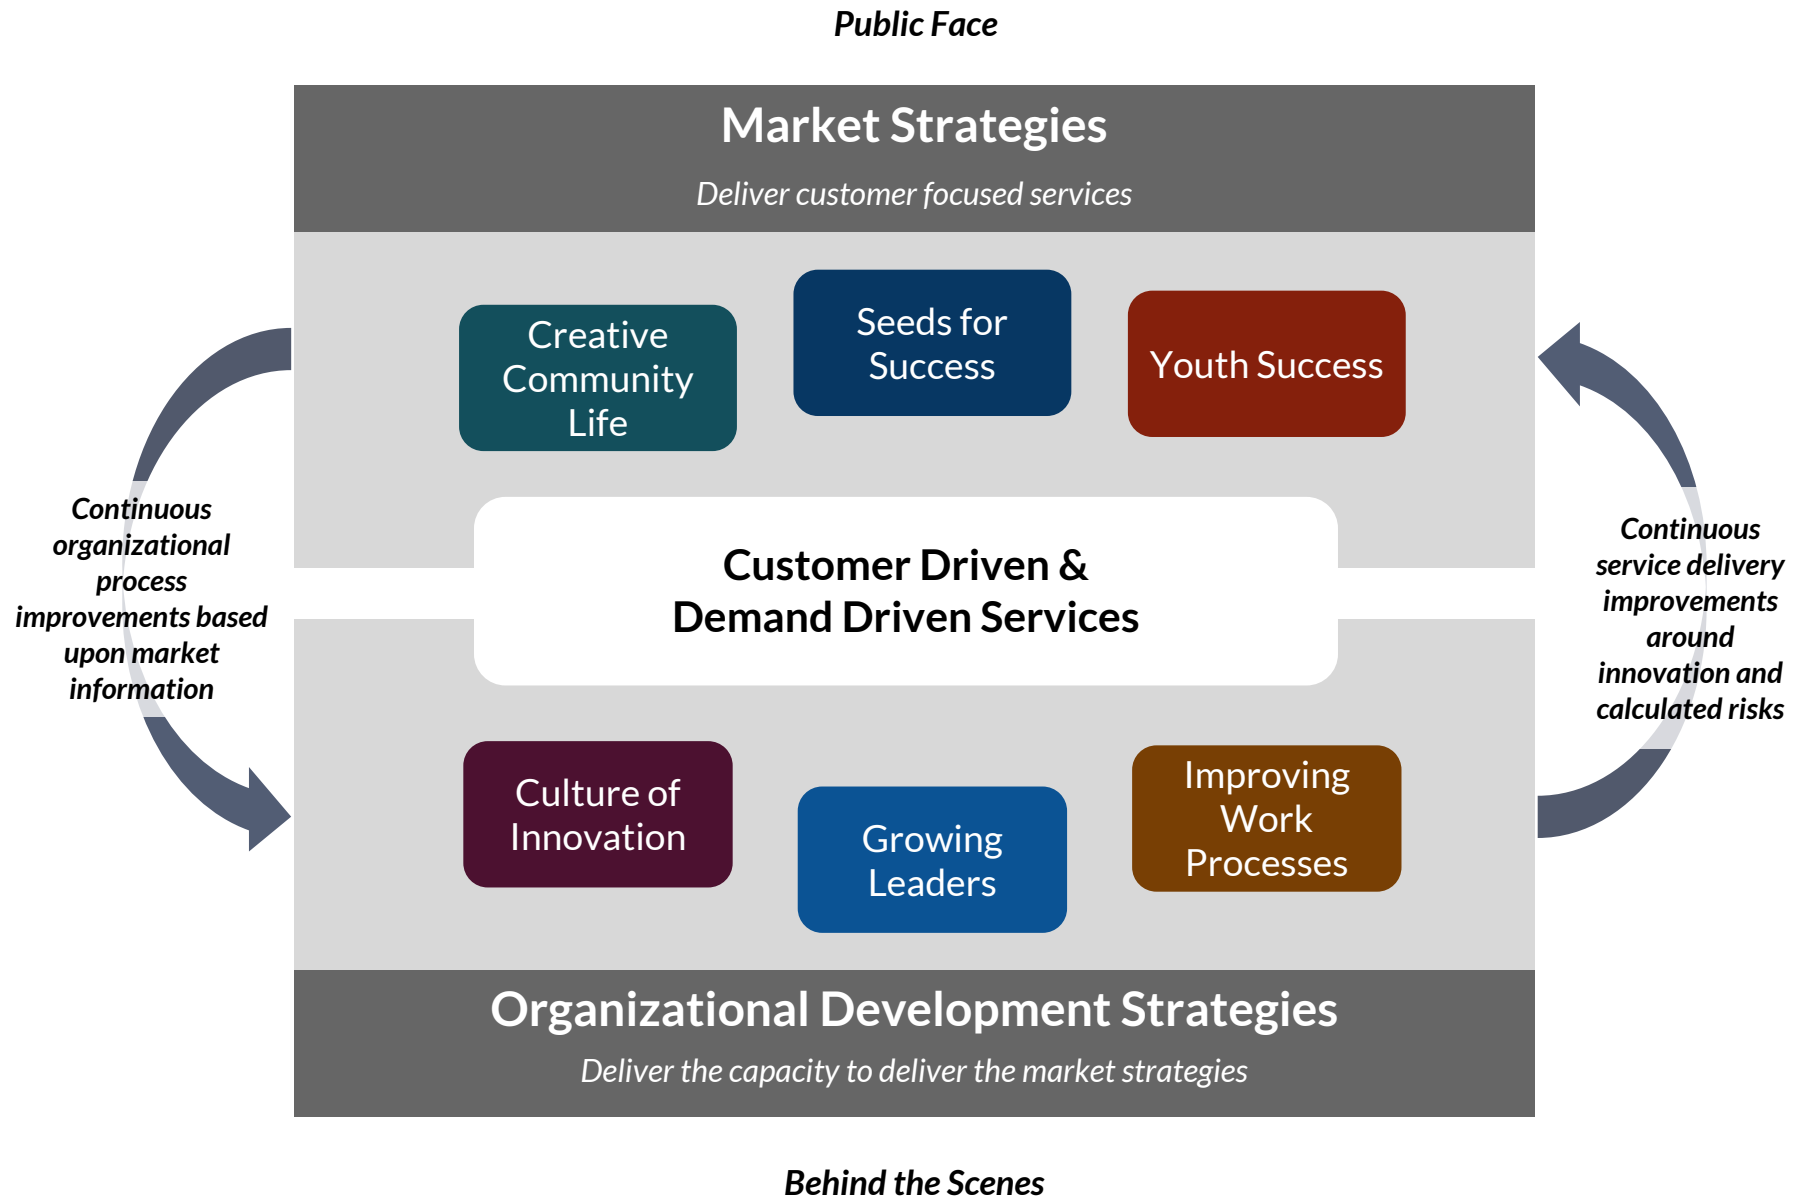 Public Face
Market Strategies
Deliver customer focused services
Creative
Community
Life
Seeds for
Success
Youth Success
Continuous
organizational
process
improvements based
upon market
information
Customer Driven &
Demand Driven Services
Continuous
service delivery
improvements
around
innovation and
calculated risks
Culture of
Innovation
Growing
Leaders
Improving
Work
Processes
Organizational Development Strategies
Deliver the capacity to deliver the market strategies
Behind the Scenes